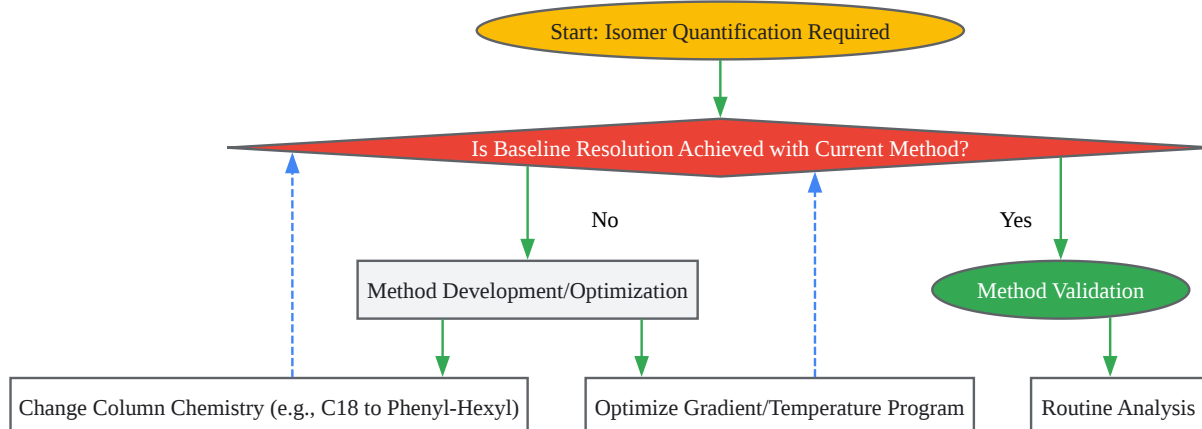 Start: Isomer Quantification Required
Is Baseline Resolution Achieved with Current Method?
No
Yes
Method Development/Optimization
Method Validation
Change Column Chemistry (e.g., C18 to Phenyl-Hexyl)
Optimize Gradient/Temperature Program
Routine Analysis